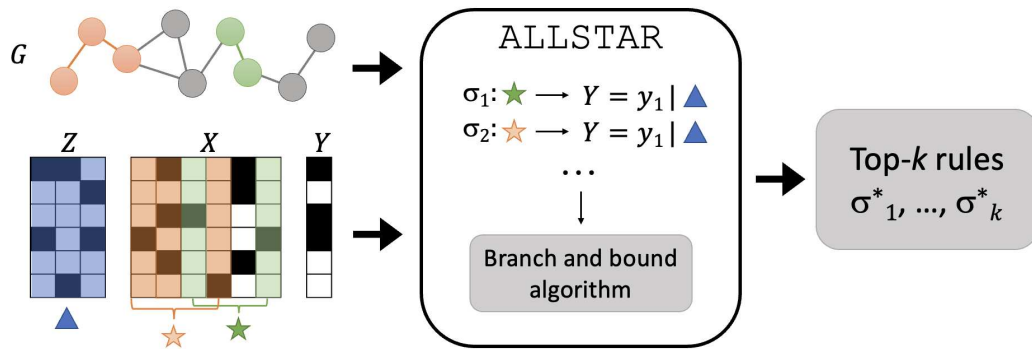 G
Z X Y
ALLSTAR
σ₁: → Y = y₁ |
σ₂: → Y = y₁ |
...
Branch and bound
algorithm
Top-k rules
σ*₁, ..., σ*ₖ